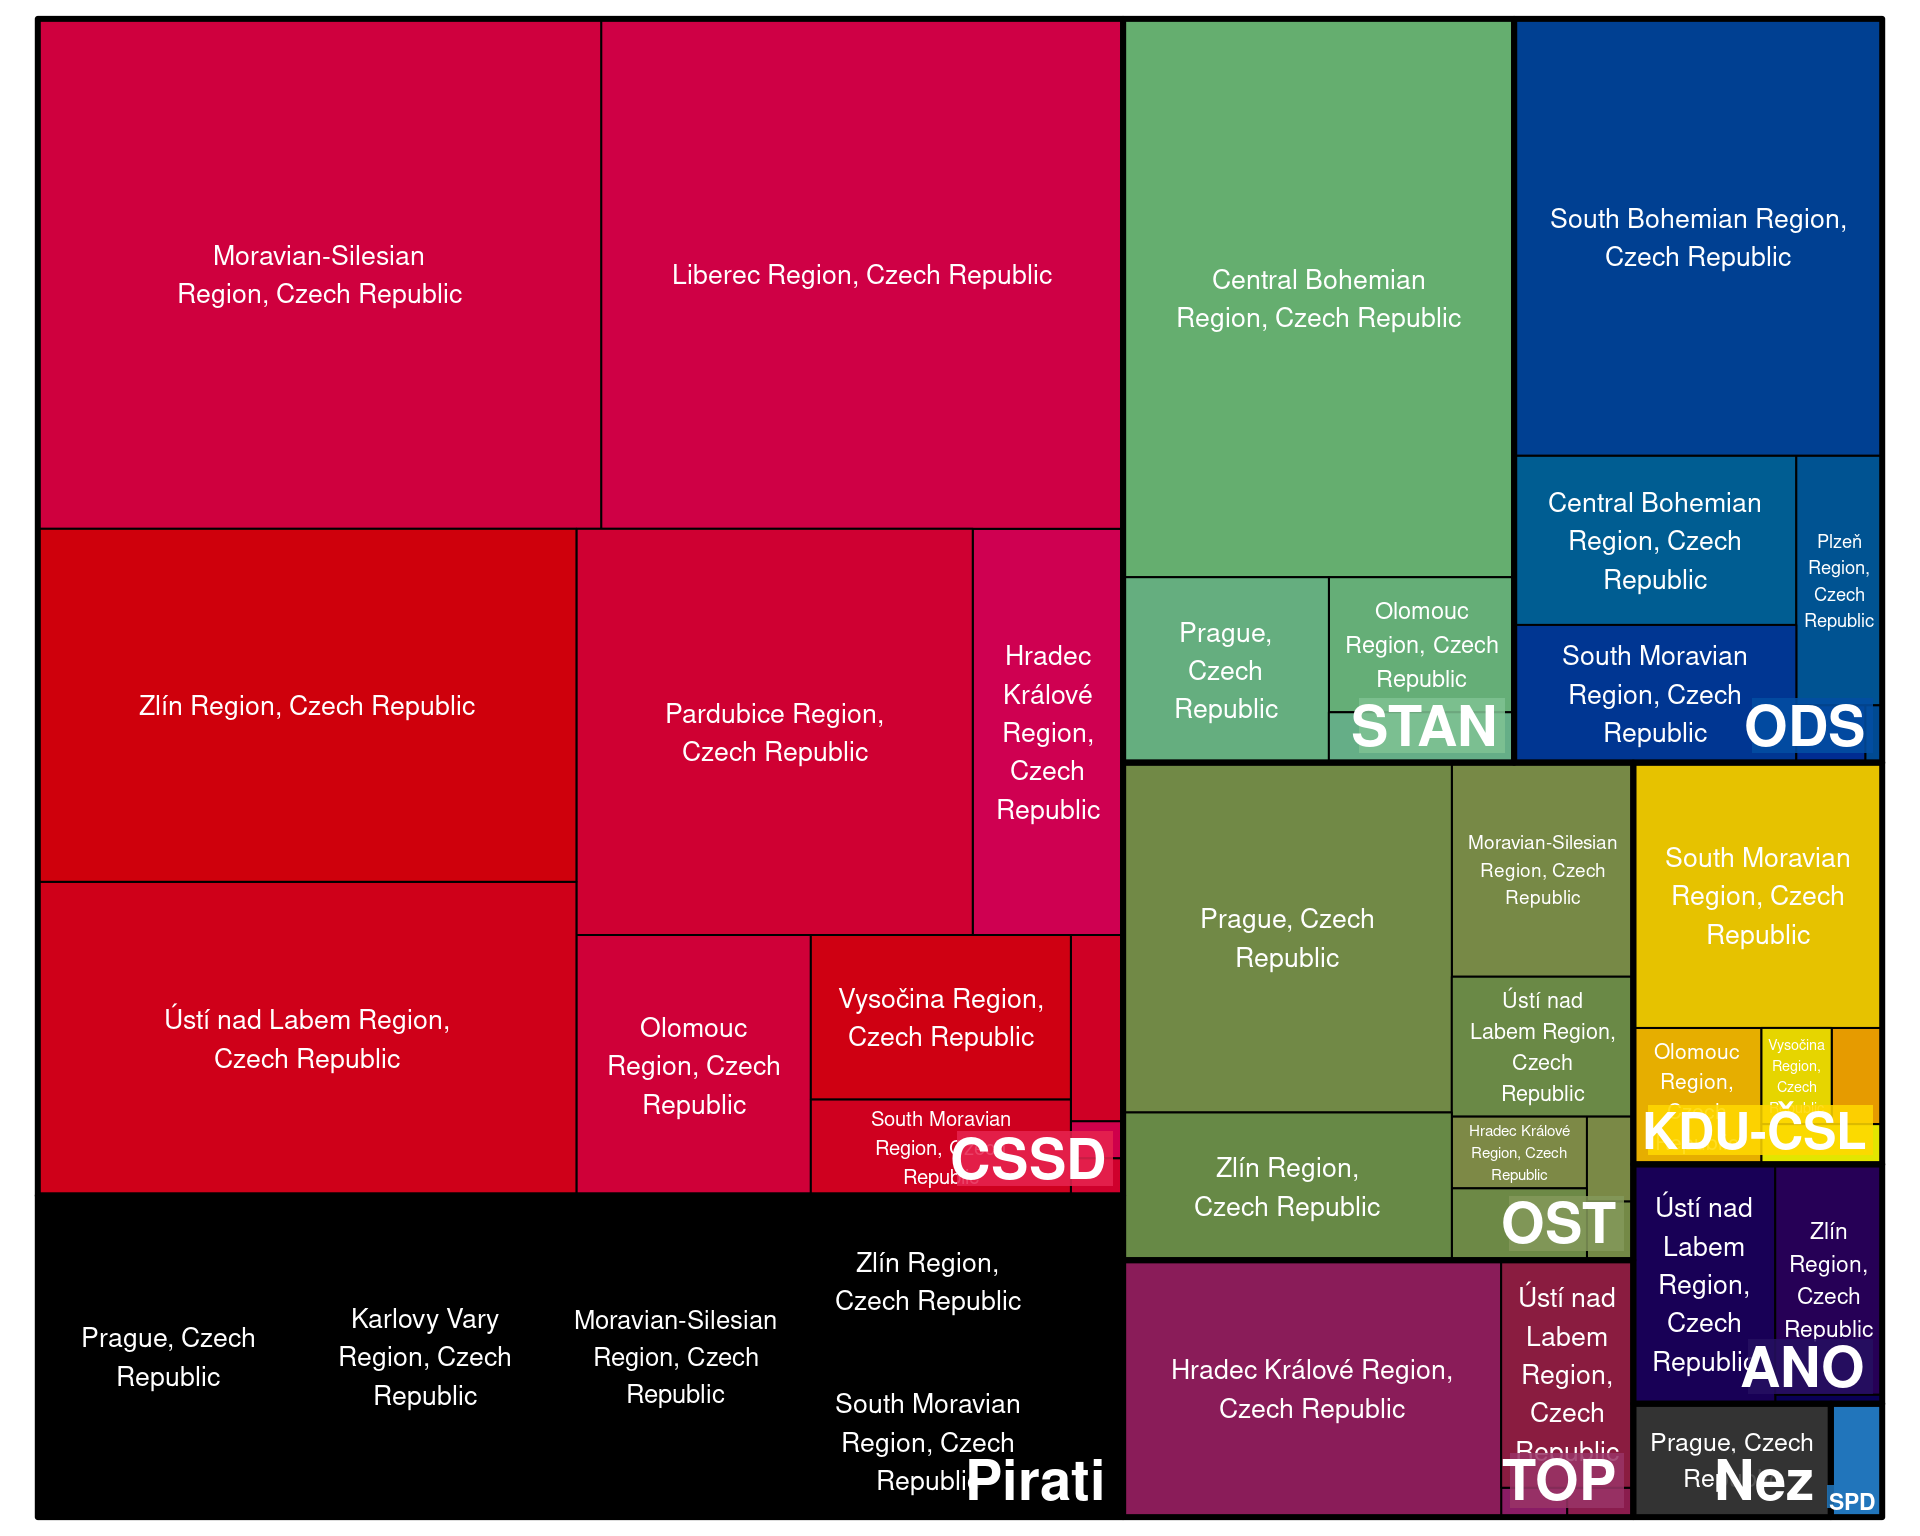 Moravian-Silesian
Region, Czech Republic
Liberec Region, Czech Republic
Zlín Region, Czech Republic
Pardubice Region,
Czech Republic
Hradec
Králové
Region,
Czech
Republic
Ústí nad Labem Region,
Czech Republic
Olomouc
Region, Czech
Republic
Vysočina Region,
Czech Republic
South Moravian
Region, Czech
Republic
CSSD
Prague, Czech
Republic
Karlovy Vary
Region, Czech
Republic
Moravian-Silesian
Region, Czech
Republic
Zlín Region,
Czech Republic
South Moravian
Region, Czech
Republic
Pirati
Central Bohemian
Region, Czech Republic
Prague,
Czech
Republic
Olomouc
Region, Czech
Republic
STAN
South Bohemian Region,
Czech Republic
Central Bohemian
Region, Czech
Republic
Plzeň
Region,
Czech
Republic
South Moravian
Region, Czech
Republic
ODS
Prague, Czech
Republic
Moravian-Silesian
Region, Czech
Republic
Ústí nad
Labem Region,
Czech
Republic
Zlín Region,
Czech Republic
Hradec Králové
Region, Czech
Republic
OST
South Moravian
Region, Czech
Republic
Olomouc
Region,
Vysočina
Region,
Czech
KDU-ČSL
Hradec Králové Region,
Czech Republic
Ústí nad
Labem
Region,
Czech
Republic
TOP
Ústí nad
Labem
Region,
Czech
Republic
Zlín
Region,
Czech
Republic
ANO
Prague, Czech
Nez
SPD